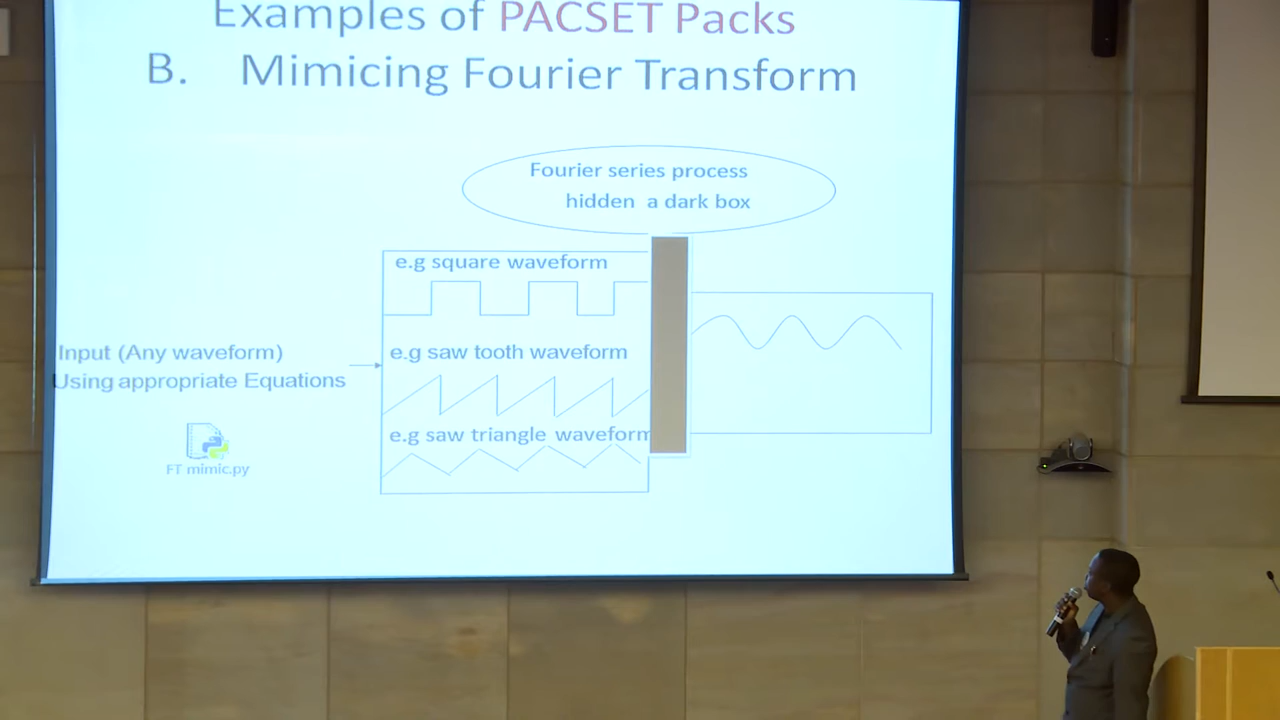 Examples of PACSET Packs
B. Mimicing Fourier Transform
Fourier series process
hidden a dark box
e.g square waveform
Input (Any waveform)
Using appropriate Equations
e.g saw tooth waveform
e.g saw triangle waveform
FT mimic.py